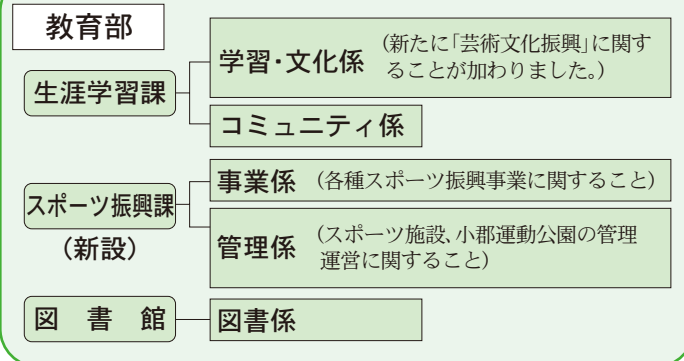 教育部
生涯学習課
学習・文化係 (新たに「芸術文化振興」に関す
ることが加わりました。)
コミュニティ係
スポーツ振興課
(新設)
事業係 (各種スポーツ振興事業に関すること)
管理係 (スポーツ施設、小郡運動公園の管理
運営に関すること)
図書館
図書係